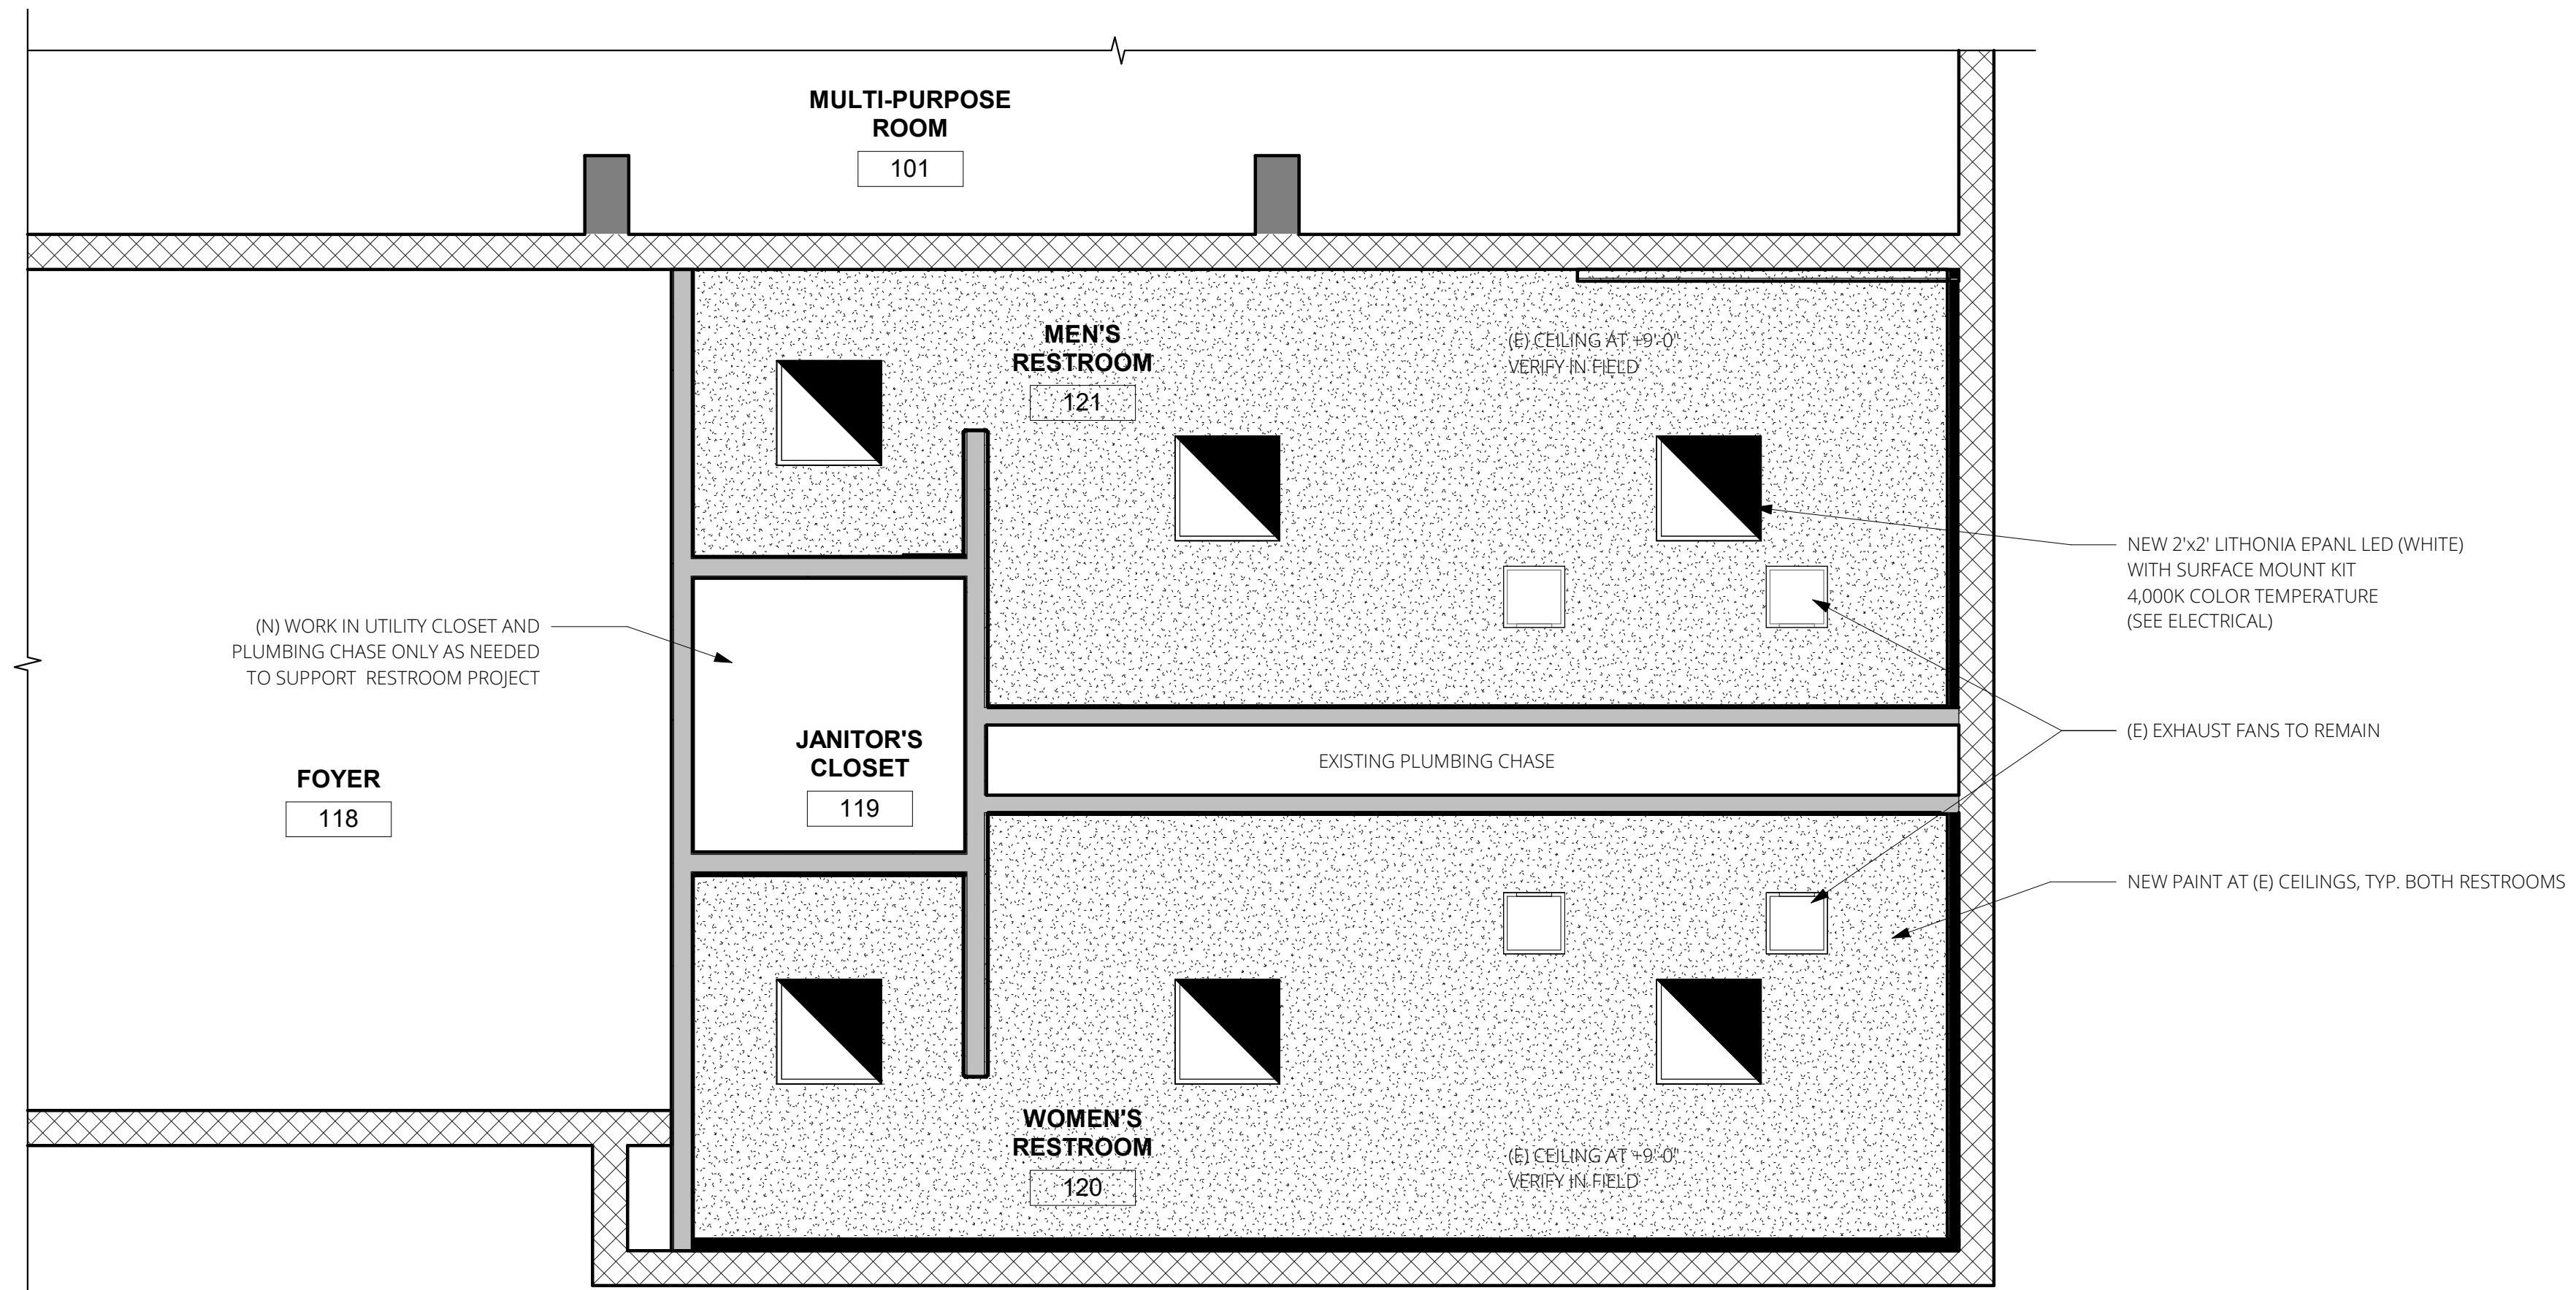 MULTI-PURPOSE
ROOM
101
MEN'S
RESTROOM
121
(E) CEILING AT +9'-0"
VERIFY IN FIELD
NEW 2'x2' LITHONIA EPANL LED (WHITE)
WITH SURFACE MOUNT KIT
4,000K COLOR TEMPERATURE
(SEE ELECTRICAL)
(N) WORK IN UTILITY CLOSET AND
PLUMBING CHASE ONLY AS NEEDED
TO SUPPORT RESTROOM PROJECT
JANITOR'S
CLOSET
119
EXISTING PLUMBING CHASE
(E) EXHAUST FANS TO REMAIN
FOYER
118
NEW PAINT AT (E) CEILINGS, TYP. BOTH RESTROOMS
WOMEN'S
RESTROOM
120
(E) CEILING AT +9'-0"
VERIFY IN FIELD